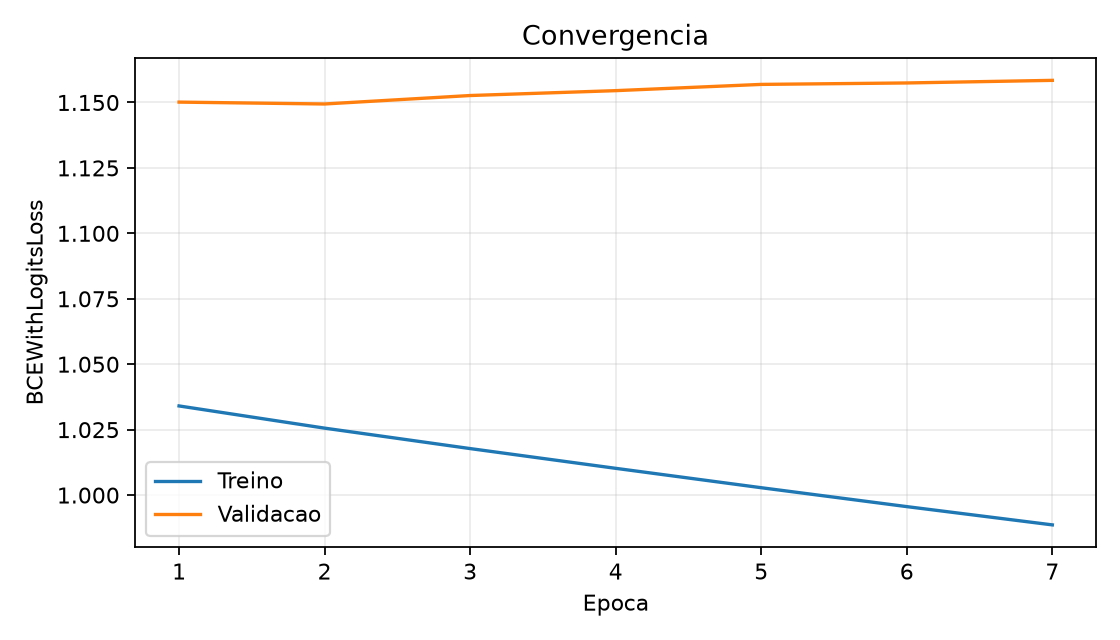 Convergencia
BCEWithLogitsLoss
1.150
1.125
1.100
1.075
1.050
1.025
1.000
Treino
Validacao
1 2 3 4 5 6 7
Epoca